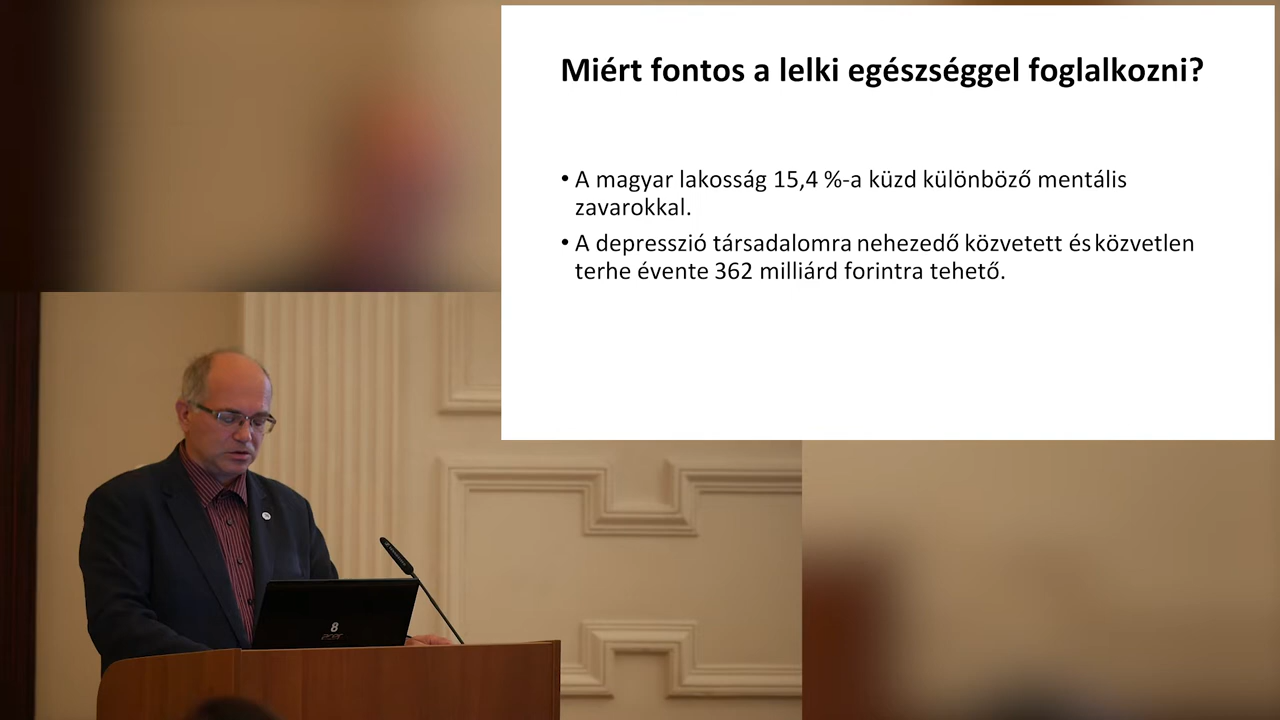 Miért fontos a lelki egészséggel foglalkozni?
• A magyar lakosság 15,4 %-a küzd különböző mentális
zavarokkal.
• A depresszió társadalomra nehezedő közvetett és közvetlen
terhe évente 362 milliárd forintra tehető.
8